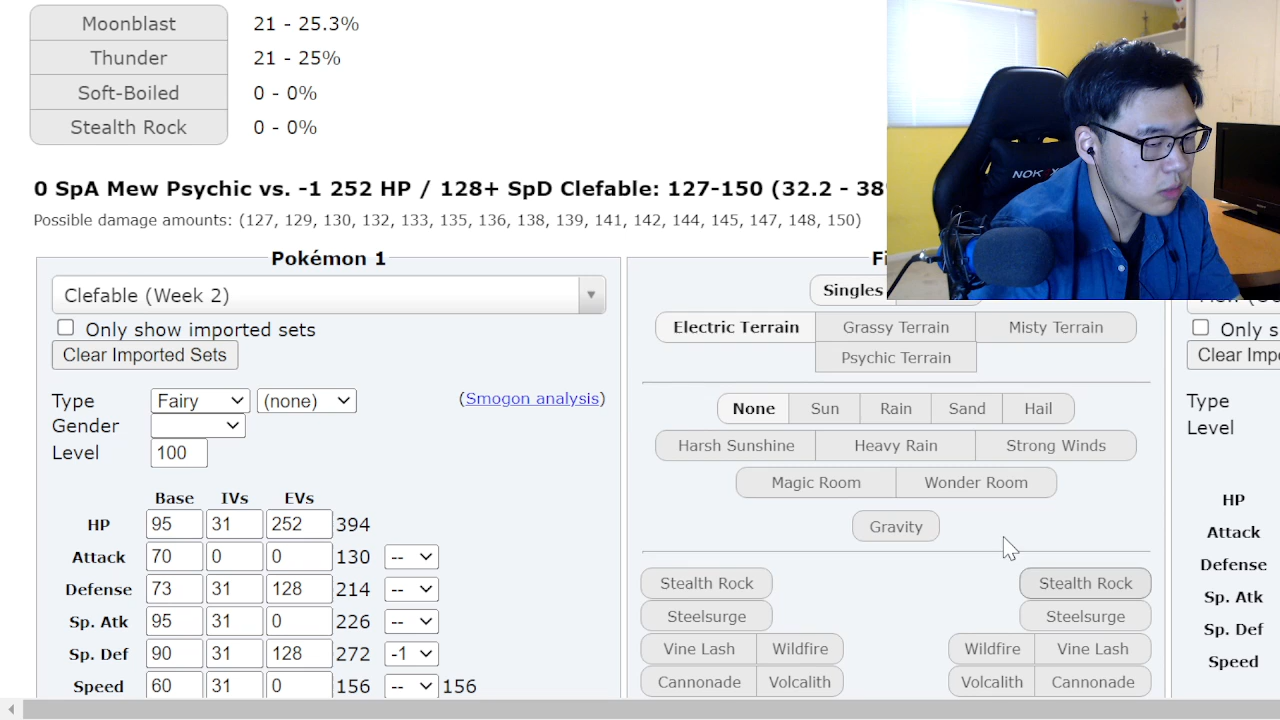 Moonblast 21 - 25.3%
Thunder 21 - 25%
Soft-Boiled 0 - 0%
Stealth Rock 0 - 0%
0 SpA Mew Psychic vs. -1 252 HP / 128+ SpD Clefable: 127-150 (32.2 - 38
Possible damage amounts: (127, 129, 130, 132, 133, 135, 136, 138, 139, 141, 142, 144, 145, 147, 148, 150)
Pokémon 1
Clefable (Week 2)
Only show imported sets
Clear Imported Sets
Type Fairy (none) (Smogon analysis)
Gender
Level 100
Base IVs EVs
HP 95 31 252 394
Attack 70 0 0 130 --
Defense 73 31 128 214 --
Sp. Atk 95 31 0 226 --
Sp. Def 90 31 128 272 -1
Speed 60 31 0 156 -- 156
Singles
Electric Terrain Grassy Terrain Misty Terrain
Psychic Terrain
None Sun Rain Sand Hail
Harsh Sunshine Heavy Rain Strong Winds
Magic Room Wonder Room
Gravity
Stealth Rock Stealth Rock
Steelsurge Steelsurge
Vine Lash Wildfire Wildfire Vine Lash
Cannonade Volcalith Volcalith Cannonade
Only s
Clear Impo
Type
Level
HP
Attack
Defense
Sp. Atk
Sp. Def
Speed
NOK